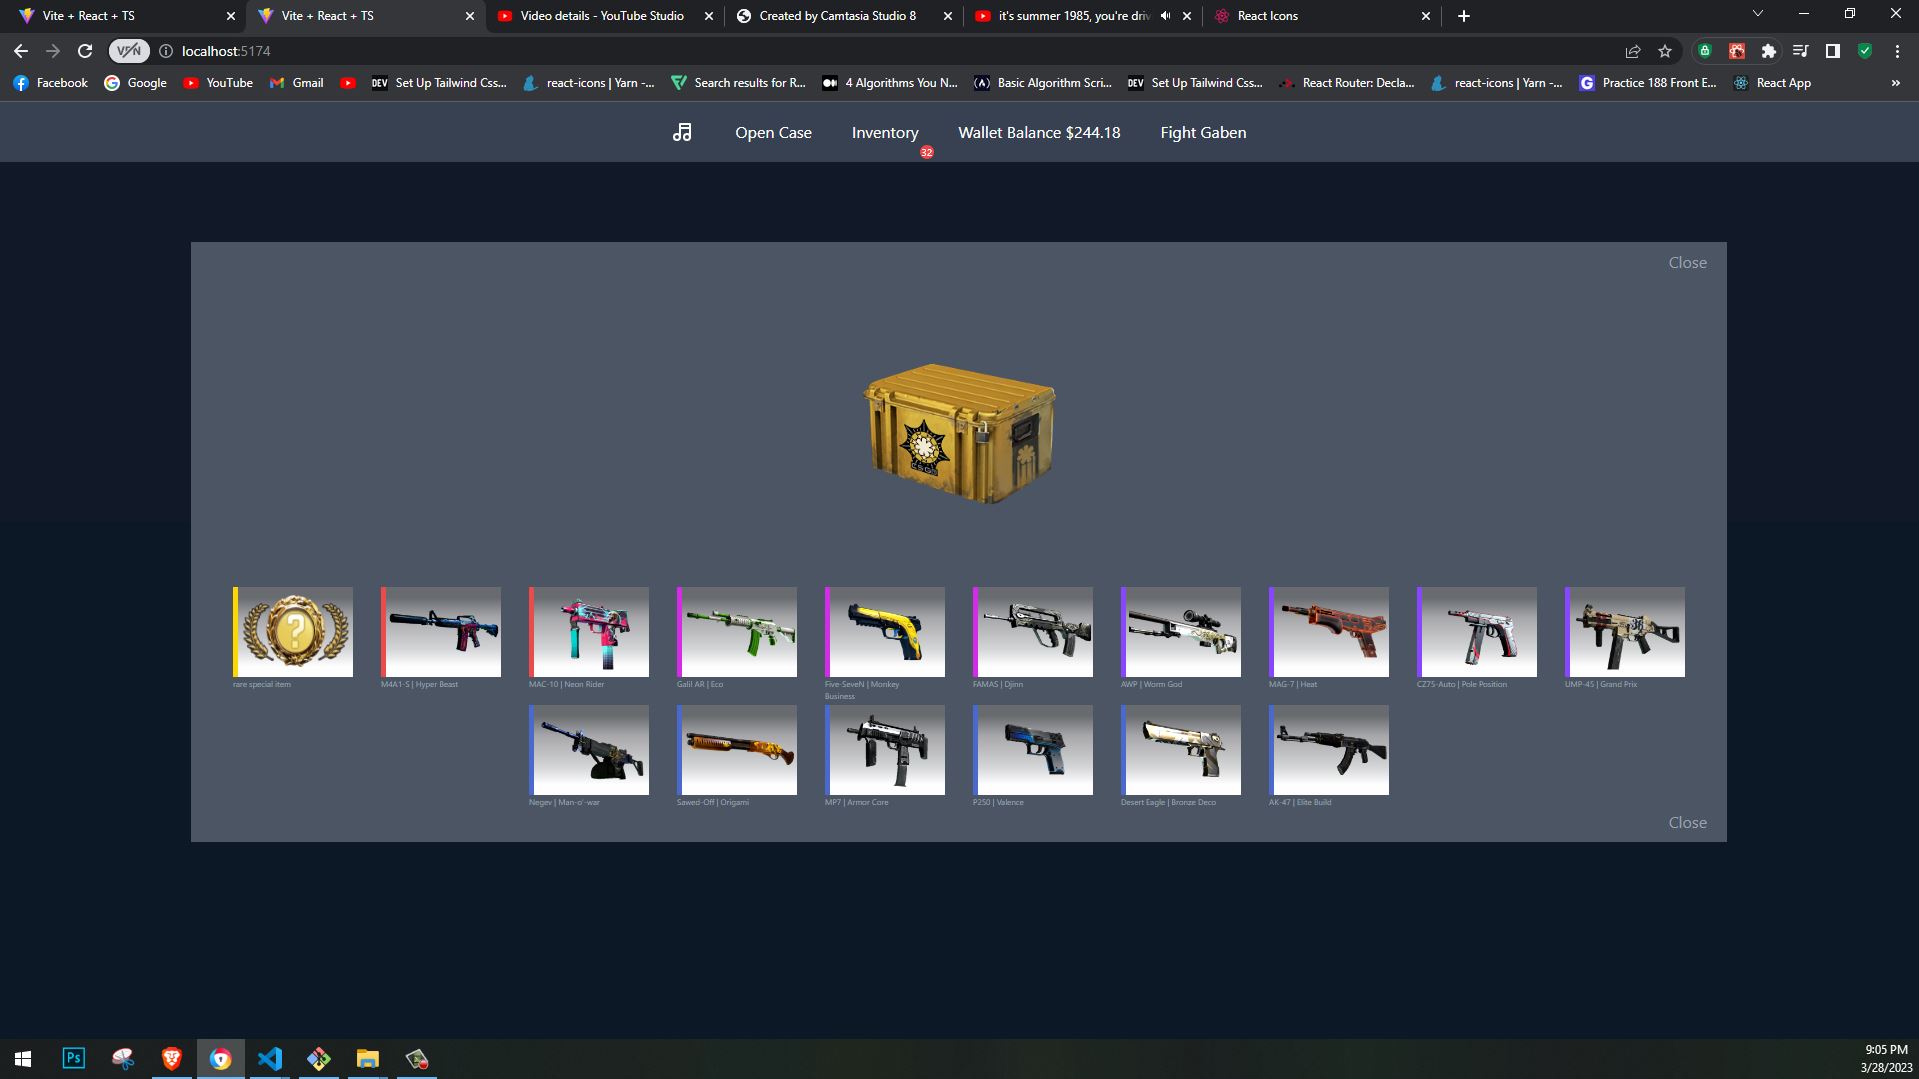 Vite + React + TS
Vite + React + TS
Video details - YouTube Studio
Created by Camtasia Studio 8
it's summer 1985, you're driv
React Icons
VPN
localhost:5174
Facebook
Google
YouTube
Gmail
DEV Set Up Tailwind Css...
react-icons | Yarn -...
Search results for R...
4 Algorithms You N...
Basic Algorithm Scri...
DEV Set Up Tailwind Css...
React Router: Decla...
react-icons | Yarn -...
G Practice 188 Front E...
React App
»
Open Case
Inventory
32
Wallet Balance $244.18
Fight Gaben
Close
CS:GO
?
rare special item
M4A1-S | Hyper Beast
MAC-10 | Neon Rider
Galil AR | Eco
Five-SeveN | Monkey
Business
FAMAS | Djinn
AWP | Worm God
MAG-7 | Heat
CZ75-Auto | Pole Position
UMP-45 | Grand Prix
Negev | Man-o'-war
Sawed-Off | Origami
MP7 | Armor Core
P250 | Valence
Desert Eagle | Bronze Deco
AK-47 | Elite Build
Close
Ps
9:05 PM
3/28/2023